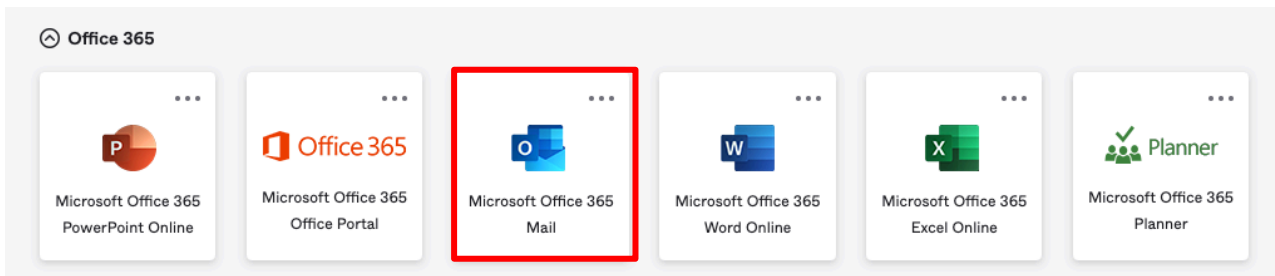 Office 365
P
Microsoft Office 365
PowerPoint Online
Office 365
Microsoft Office 365
Office Portal
O
Microsoft Office 365
Mail
W
Microsoft Office 365
Word Online
X
Microsoft Office 365
Excel Online
Planner
Microsoft Office 365
Planner